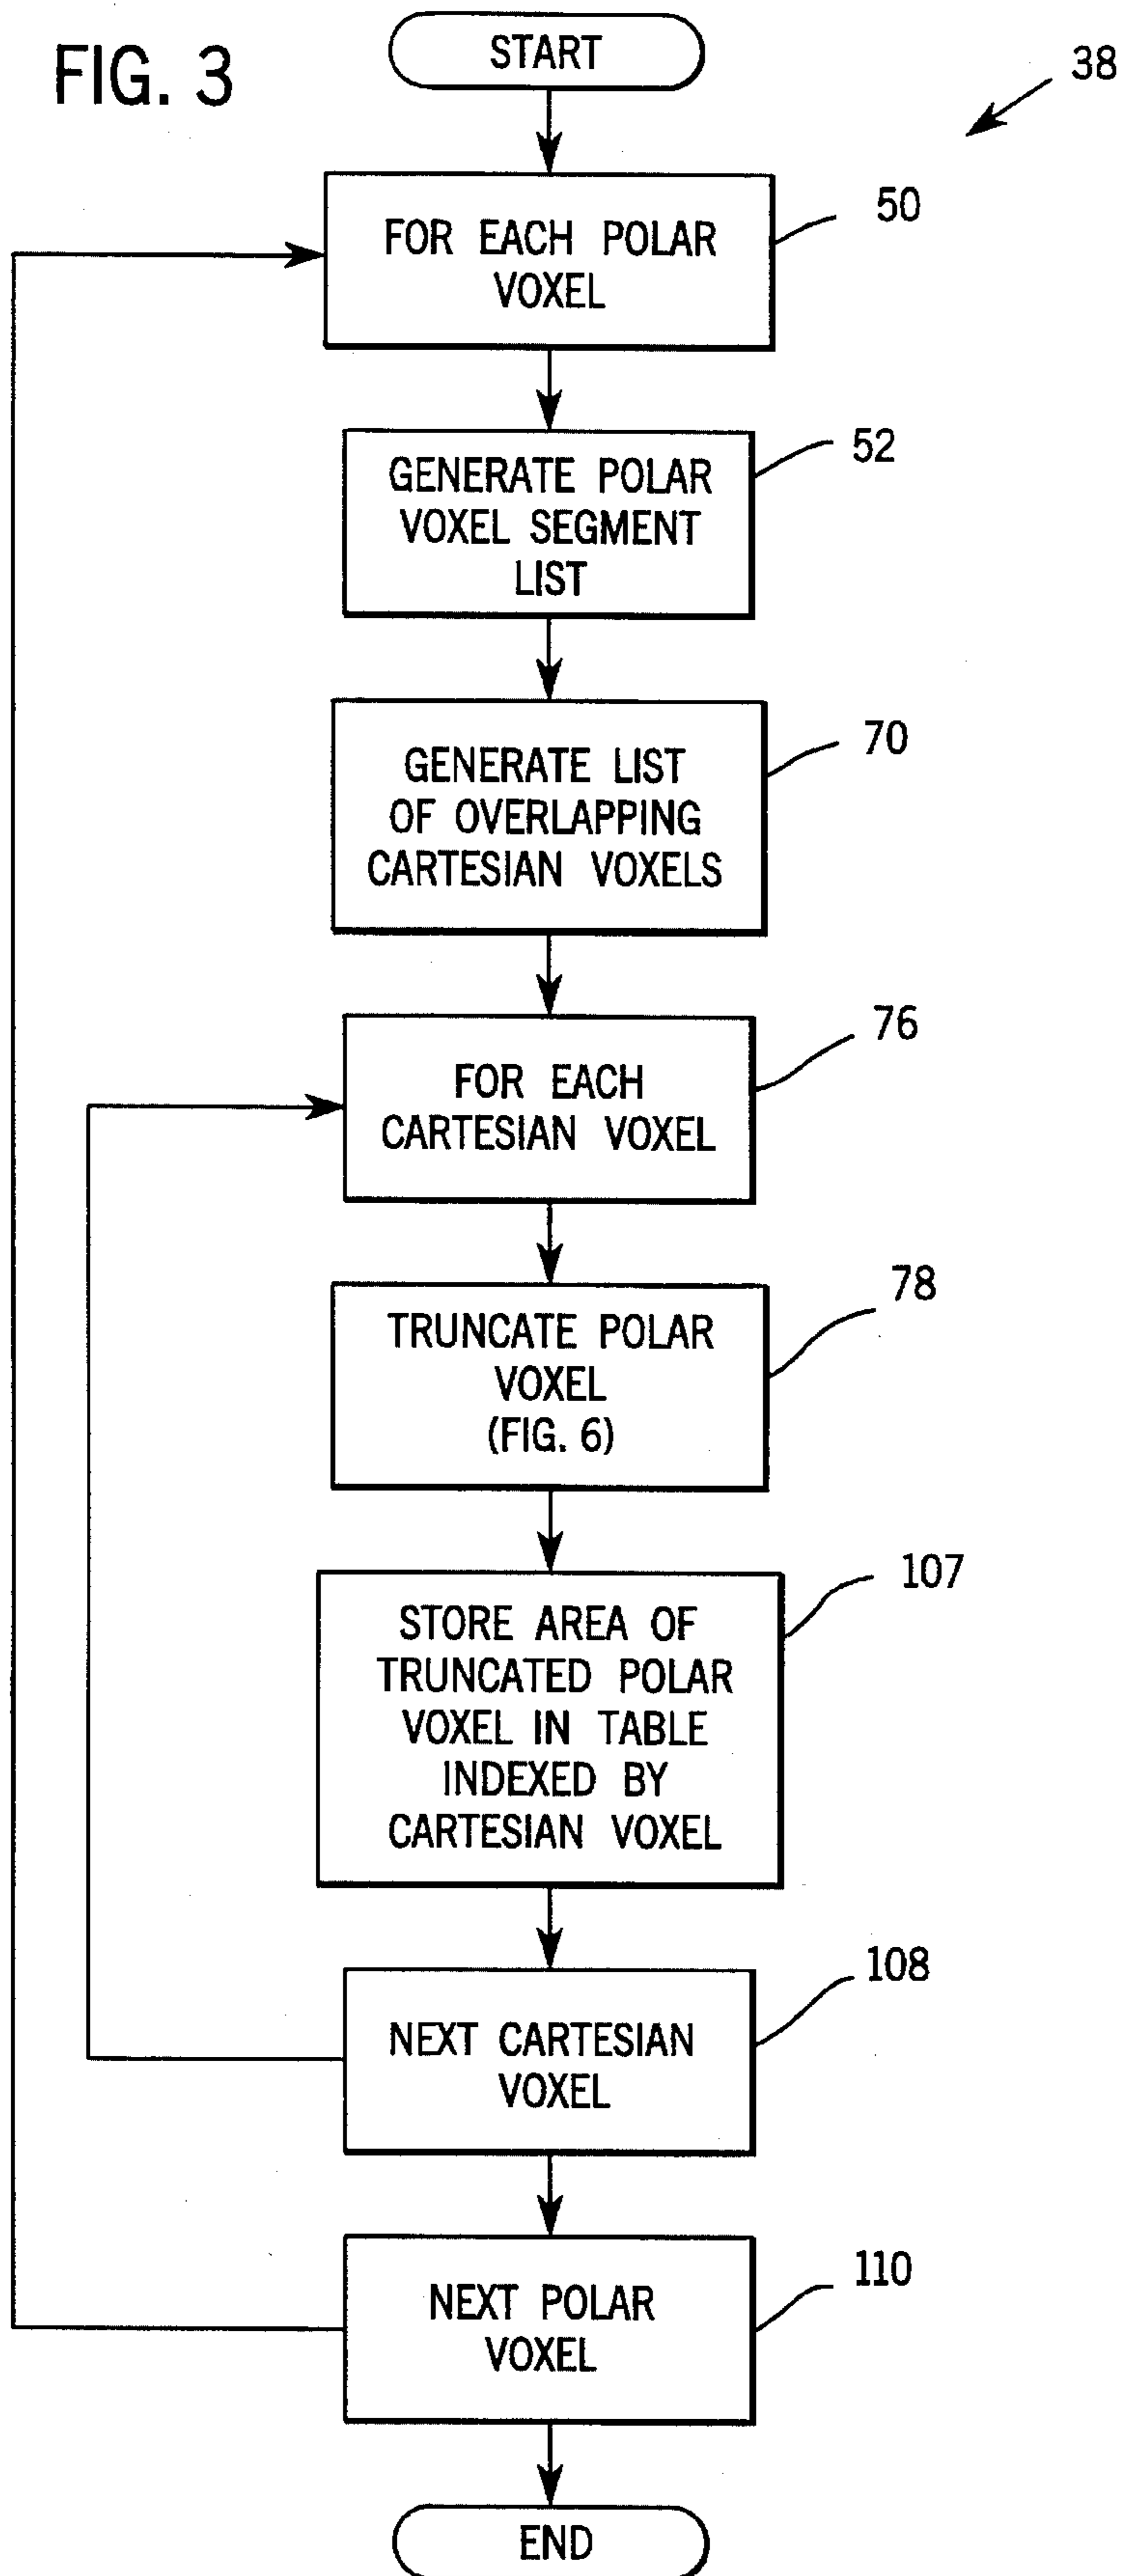 FIG. 3
START
38
FOR EACH POLAR
VOXEL
50
GENERATE POLAR
VOXEL SEGMENT
LIST
52
GENERATE LIST
OF OVERLAPPING
CARTESIAN VOXELS
70
FOR EACH
CARTESIAN VOXEL
76
TRUNCATE POLAR
VOXEL
(FIG. 6)
78
STORE AREA OF
TRUNCATED POLAR
VOXEL IN TABLE
INDEXED BY
CARTESIAN VOXEL
107
NEXT CARTESIAN
VOXEL
108
NEXT POLAR
VOXEL
110
END